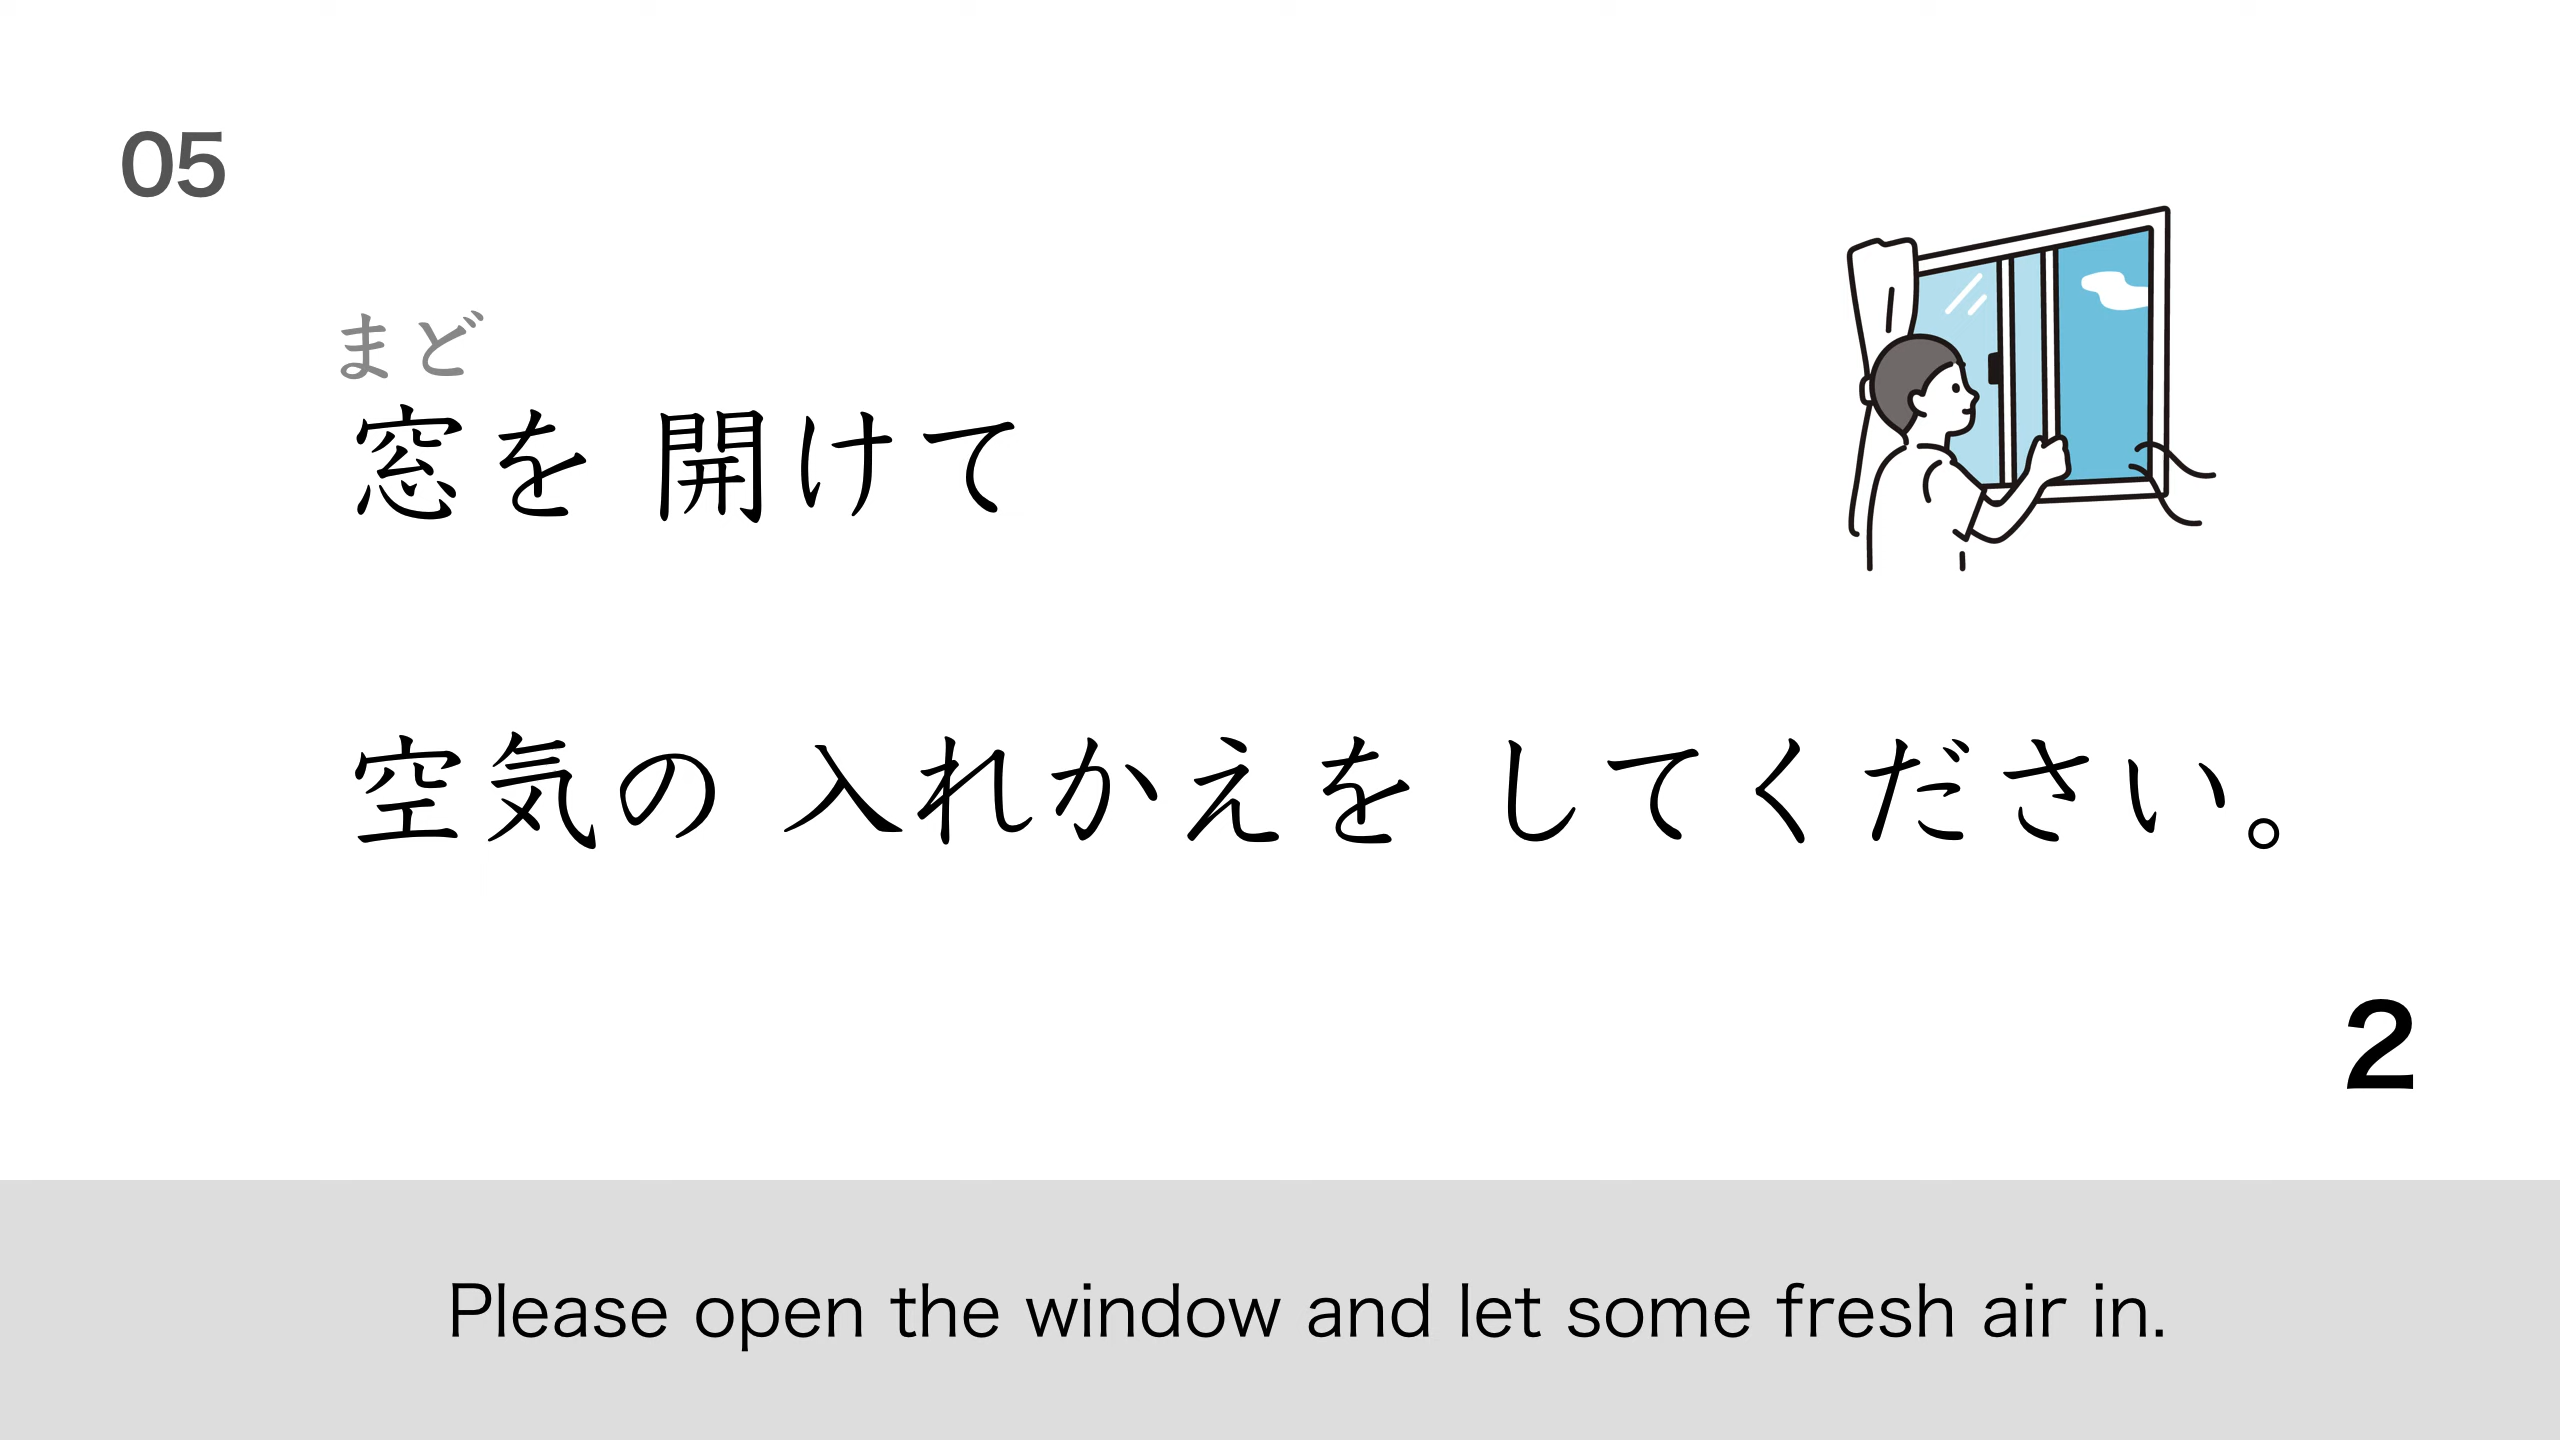 05
まど
窓を 開けて
空気の 入れかえを してください。
2
Please open the window and let some fresh air in.